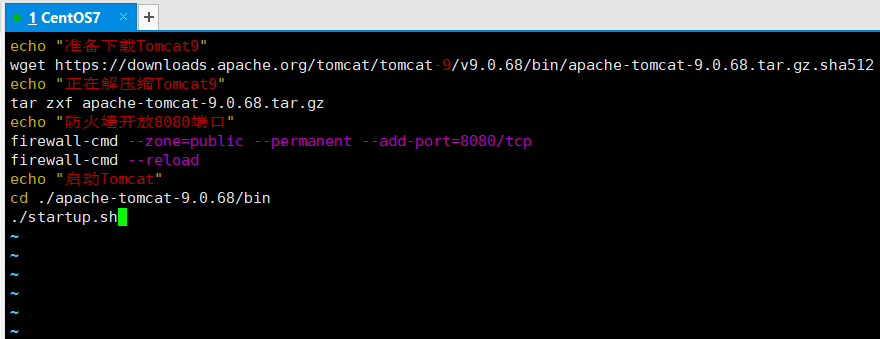 1 CentOS7 × +
echo "准备下载Tomcat9"
wget https://downloads.apache.org/tomcat/tomcat-9/v9.0.68/bin/apache-tomcat-9.0.68.tar.gz.sha512
echo "正在解压缩Tomcat9"
tar zxf apache-tomcat-9.0.68.tar.gz
echo "防火墙开放8080端口"
firewall-cmd --zone=public --permanent --add-port=8080/tcp
firewall-cmd --reload
echo "启动Tomcat"
cd ./apache-tomcat-9.0.68/bin
./startup.sh
~
~
~
~
~
~